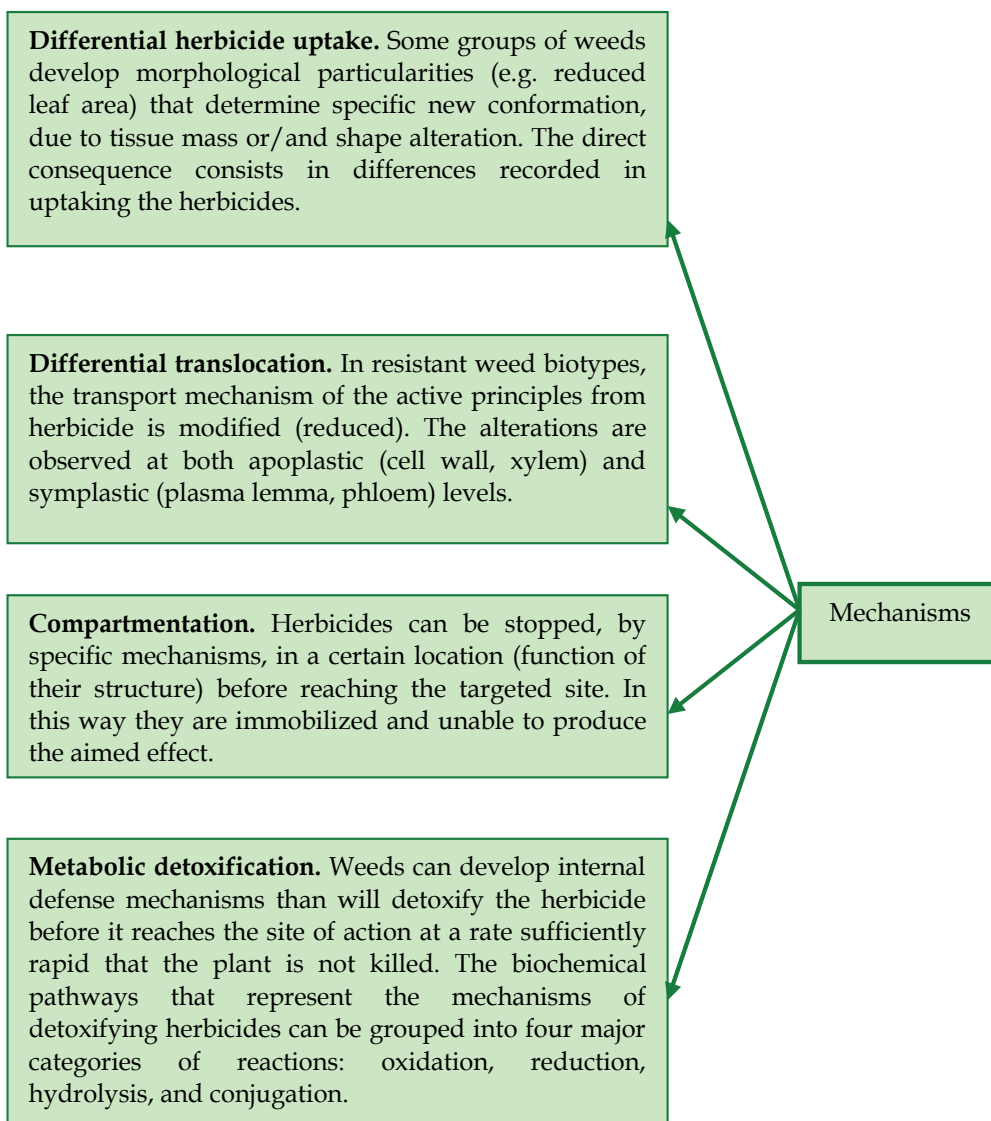 Differential herbicide uptake. Some groups of weeds
develop morphological particularities (e.g. reduced
leaf area) that determine specific new conformation,
due to tissue mass or/and shape alteration. The direct
consequence consists in differences recorded in
uptaking the herbicides.
Differential translocation. In resistant weed biotypes,
the transport mechanism of the active principles from
herbicide is modified (reduced). The alterations are
observed at both apoplastic (cell wall, xylem) and
symplastic (plasma lemma, phloem) levels.
Compartmentation. Herbicides can be stopped, by
specific mechanisms, in a certain location (function of
their structure) before reaching the targeted site. In
this way they are immobilized and unable to produce
the aimed effect.
Mechanisms
Metabolic detoxification. Weeds can develop internal
defense mechanisms than will detoxify the herbicide
before it reaches the site of action at a rate sufficiently
rapid that the plant is not killed. The biochemical
pathways that represent the mechanisms of
detoxifying herbicides can be grouped into four major
categories of reactions: oxidation, reduction,
hydrolysis, and conjugation.